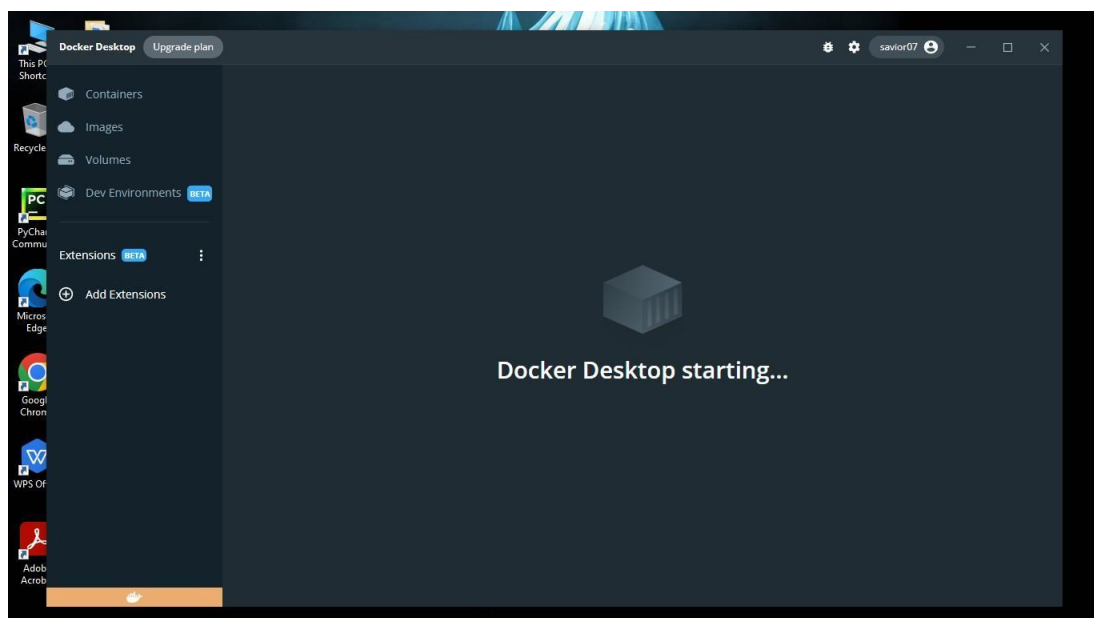 This PC
Shortc
Recycle
PC
PyChar
Commu
Micros
Edge
Googl
Chrom
W
WPS Of
Adob
Acrob
Docker Desktop
Upgrade plan
savior07
Containers
Images
Volumes
Dev Environments BETA
Extensions BETA
Add Extensions
Docker Desktop starting...